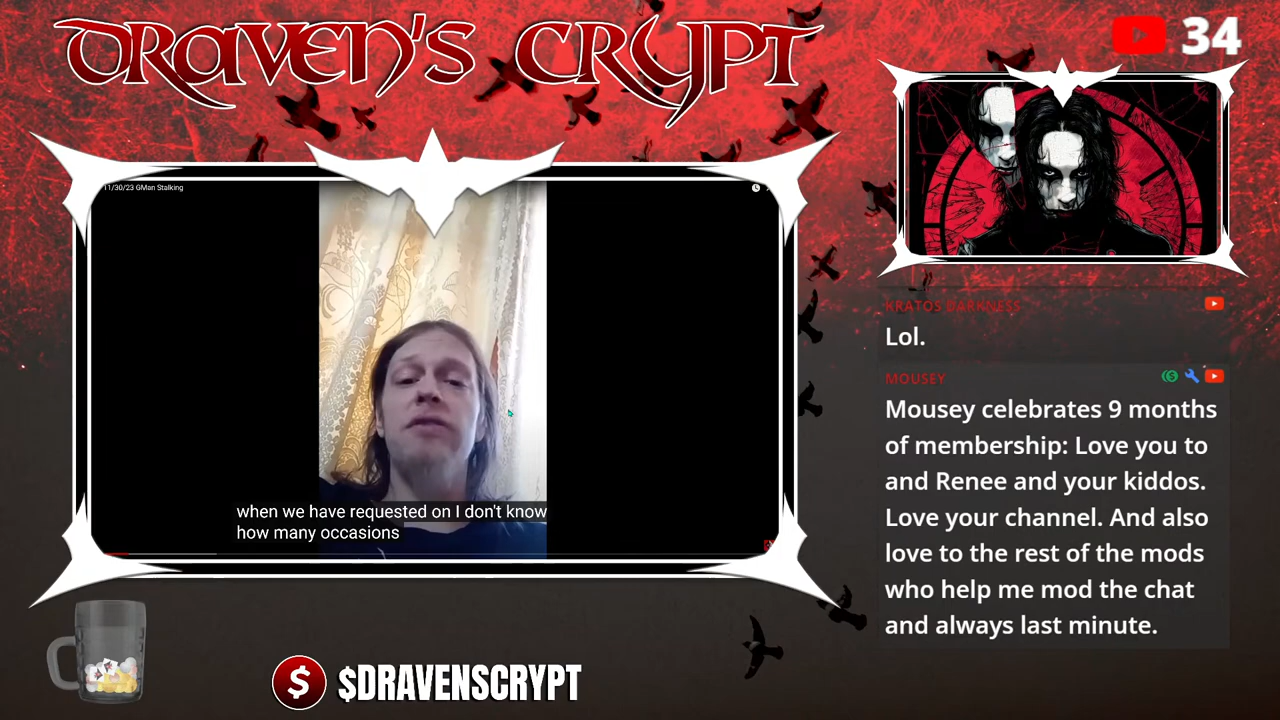 DRAVEN'S CRYPT
34
11/30/23 GMan Stalking
when we have requested on I don't know
how many occasions
KRATOS DARKNESS
Lol.
MOUSEY
Mousey celebrates 9 months
of membership: Love you to
and Renee and your kiddos.
Love your channel. And also
love to the rest of the mods
who help me mod the chat
and always last minute.
$
$DRAVENSCRYPT